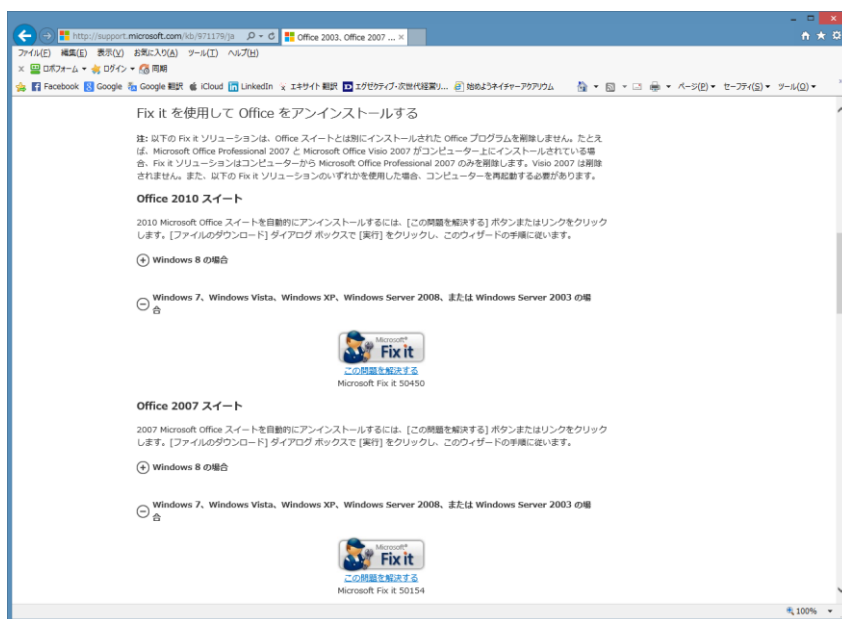 http://support.microsoft.com/kb/971179/ja
Office 2003、Office 2007 ...
ファイル(F) 編集(E) 表示(V) お気に入り(A) ツール(T) ヘルプ(H)
x ロボフォーム ログイン 同期
Facebook Google Google 翻訳 iCloud LinkedIn エキサイト 翻訳 エグゼクティブ・次世代経営リ... 始めようネイチャーアクアリウム ページ(P) セーフティ(S) ツール(O)
Fix it を使用して Office をアンインストールする
注: 以下の Fix it ソリューションは、Office スイートとは別にインストールされた Office プログラムを削除しません。たとえ
ば、Microsoft Office Professional 2007 と Microsoft Office Visio 2007 がコンピューター上にインストールされている場
合、Fix it ソリューションはコンピューターから Microsoft Office Professional 2007 のみを削除します。Visio 2007 は削除
されません。また、以下の Fix it ソリューションのいずれかを使用した場合、コンピューターを再起動する必要があります。
Office 2010 スイート
2010 Microsoft Office スイートを自動的にアンインストールするには、[この問題を解決する] ボタンまたはリンクをクリック
します。[ファイルのダウンロード] ダイアログ ボックスで [実行] をクリックし、このウィザードの手順に従います。
Windows 8 の場合
Windows 7、Windows Vista、Windows XP、Windows Server 2008、または Windows Server 2003 の場
合
Microsoft®
Fix it
この問題を解決する
Microsoft Fix it 50450
Office 2007 スイート
2007 Microsoft Office スイートを自動的にアンインストールするには、[この問題を解決する] ボタンまたはリンクをクリック
します。[ファイルのダウンロード] ダイアログ ボックスで [実行] をクリックし、このウィザードの手順に従います。
Windows 8 の場合
Windows 7、Windows Vista、Windows XP、Windows Server 2008、または Windows Server 2003 の場
合
Microsoft®
Fix it
この問題を解決する
Microsoft Fix it 50154
100%